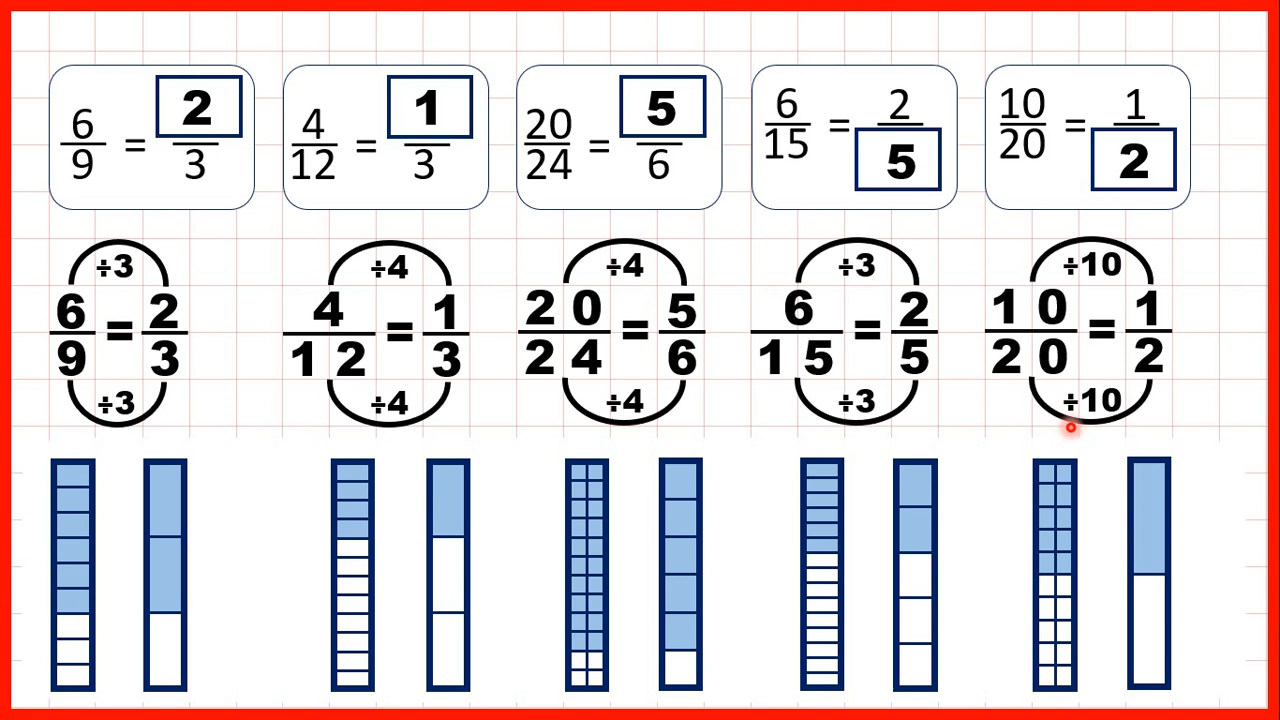 6/9 = 2/3
4/12 = 1/3
20/24 = 5/6
6/15 = 2/5
10/20 = 1/2
÷3
6/9 = 2/3
÷3
÷4
4/12 = 1/3
÷4
÷4
20/24 = 5/6
÷4
÷3
6/15 = 2/5
÷3
÷10
10/20 = 1/2
÷10